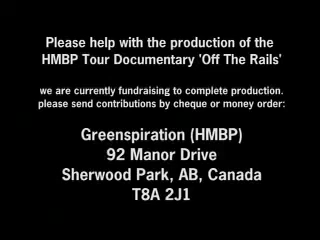 Please help with the production of the
HMBP Tour Documentary 'Off The Rails'
we are currently fundraising to complete production.
please send contributions by cheque or money order:
Greenspiration (HMBP)
92 Manor Drive
Sherwood Park, AB, Canada
T8A 2J1